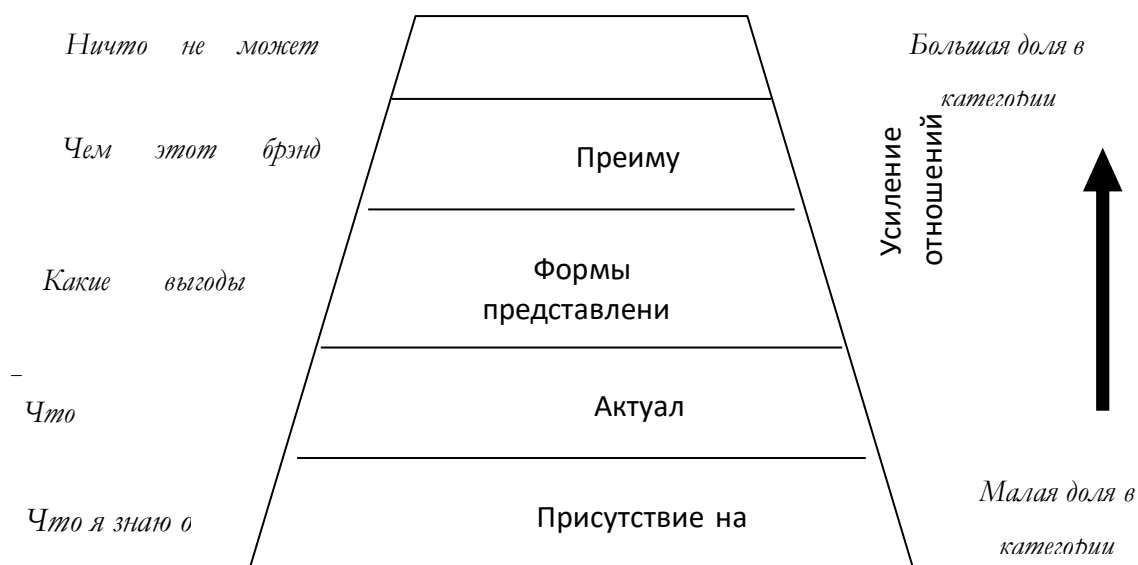 Ничто не может
Большая доля в
категории
Чем этот брэнд
Преиму
Усиление
отношений
Какие выгоды
Формы
представлени
–
Что
Актуал
Малая доля в
категории
Что я знаю о
Присутствие на